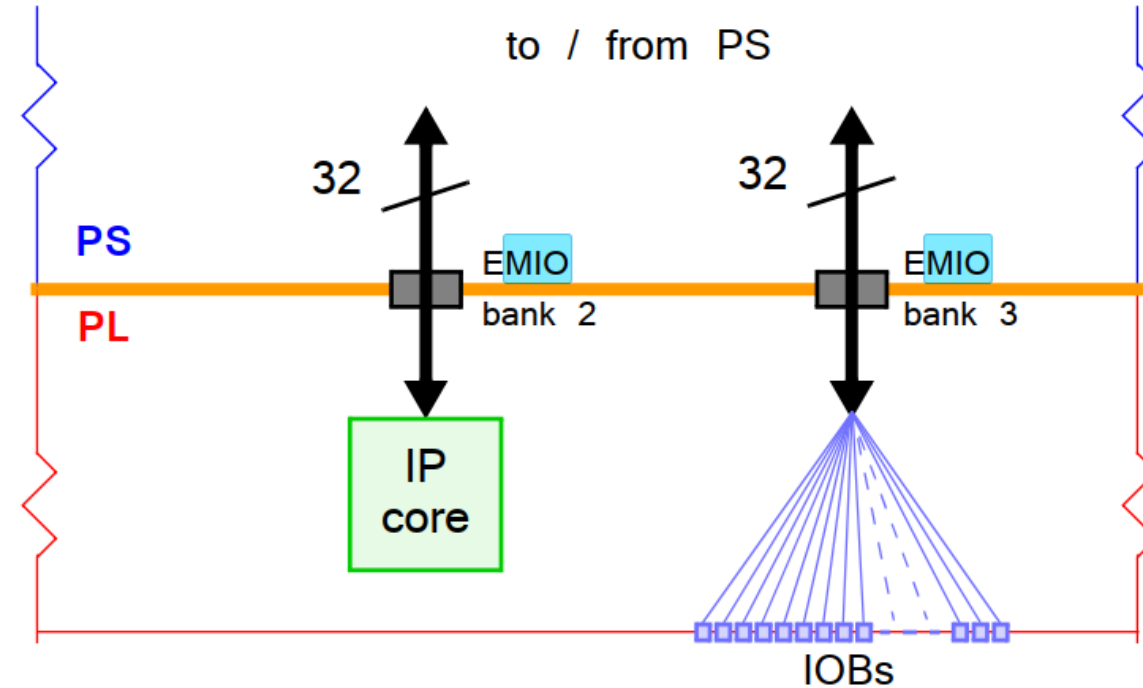 to / from PS
32
32
PS
EMIO
bank 2
EMIO
bank 3
PL
IP
core
IOBs